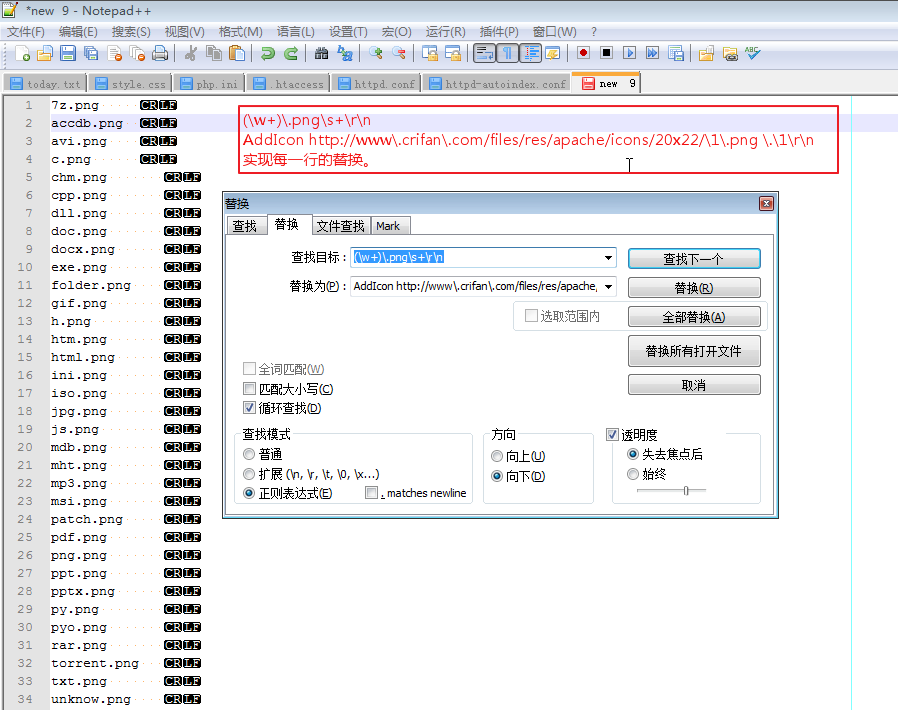 *new  9 - Notepad++
文件(F) 编辑(E) 搜索(S) 视图(V) 格式(M) 语言(L) 设置(T) 宏(O) 运行(R) 插件(P) 窗口(W) ?
today.txt style.css php.ini .htaccess httpd.conf httpd-autoindex.conf new  9
1 7z.png CRLF
2 accdb.png CRLF
3 avi.png CRLF
4 c.png CRLF
5 chm.png CRLF
6 cpp.png CRLF
7 dll.png CRLF
8 doc.png CRLF
9 docx.png CRLF
10 exe.png CRLF
11 folder.png CRLF
12 gif.png CRLF
13 h.png CRLF
14 htm.png CRLF
15 html.png CRLF
16 ini.png CRLF
17 iso.png CRLF
18 jpg.png CRLF
19 js.png CRLF
20 mdb.png CRLF
21 mht.png CRLF
22 mp3.png CRLF
23 msi.png CRLF
24 patch.png CRLF
25 pdf.png CRLF
26 png.png CRLF
27 ppt.png CRLF
28 pptx.png CRLF
29 py.png CRLF
30 pyo.png CRLF
31 rar.png CRLF
32 torrent.png CRLF
33 txt.png CRLF
34 unknow.png CRLF
(\w+)\.png\s+\r\n
AddIcon http://www\.crifan\.com/files/res/apache/icons/20x22/\1\.png \.\1\r\n
实现每一行的替换。
替换
查找 替换 文件查找 Mark
查找目标: (\w+)\.png\s+\r\n 查找下一个
替换为(P): AddIcon http://www\.crifan\.com/files/res/apache, 替换(R)
选取范围内 全部替换(A)
替换所有打开文件
取消
全词匹配(W)
匹配大小写(C)
循环查找(D)
查找模式
普通
扩展 (\n, \r, \t, \0, \x...)
正则表达式(E) . matches newline
方向
向上(U)
向下(D)
透明度
失去焦点后
始终